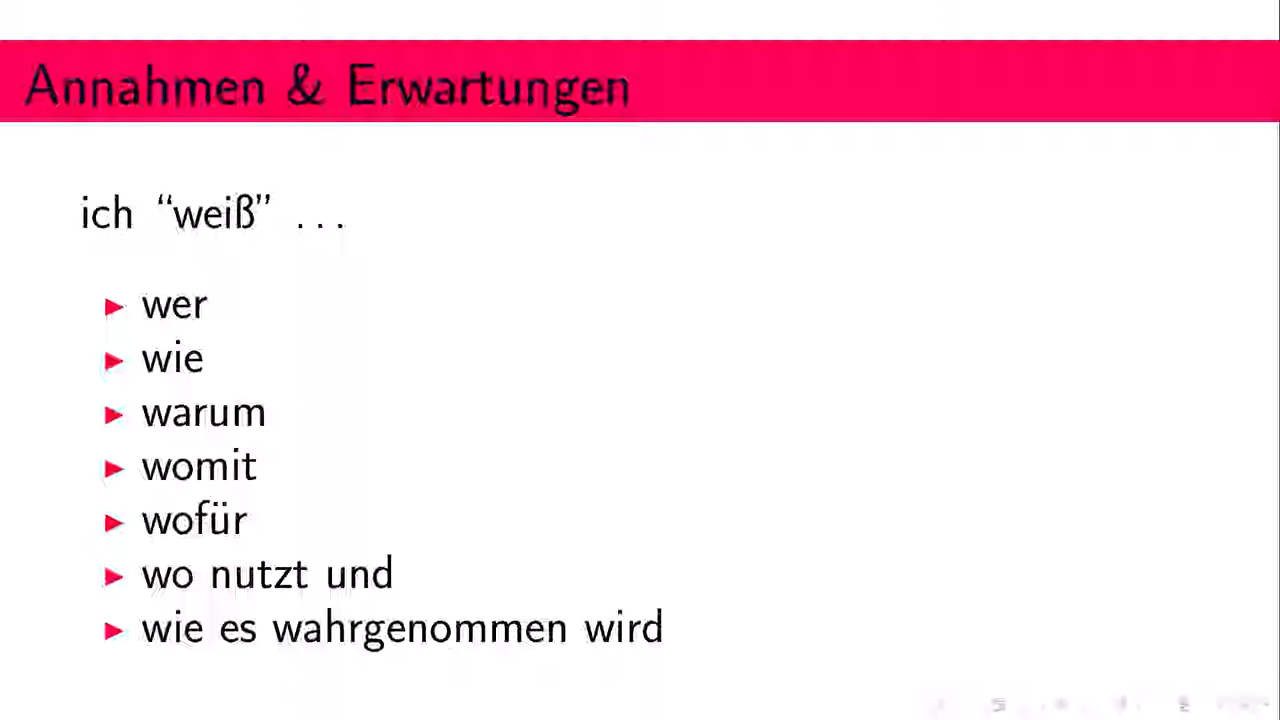 Annahmen & Erwartungen
ich “weiß” ...
wer
wie
warum
womit
wofür
wo nutzt und
wie es wahrgenommen wird